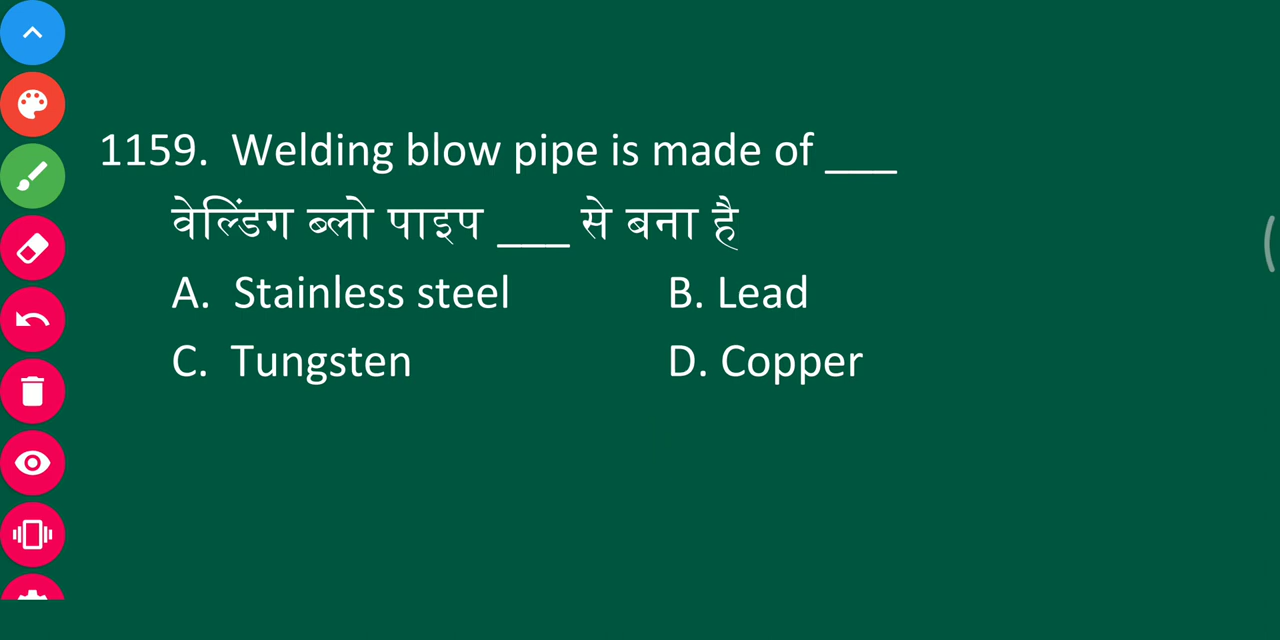 1159. Welding blow pipe is made of ___
वेल्डिंग ब्लो पाइप ___ से बना है
A. Stainless steel B. Lead
C. Tungsten D. Copper